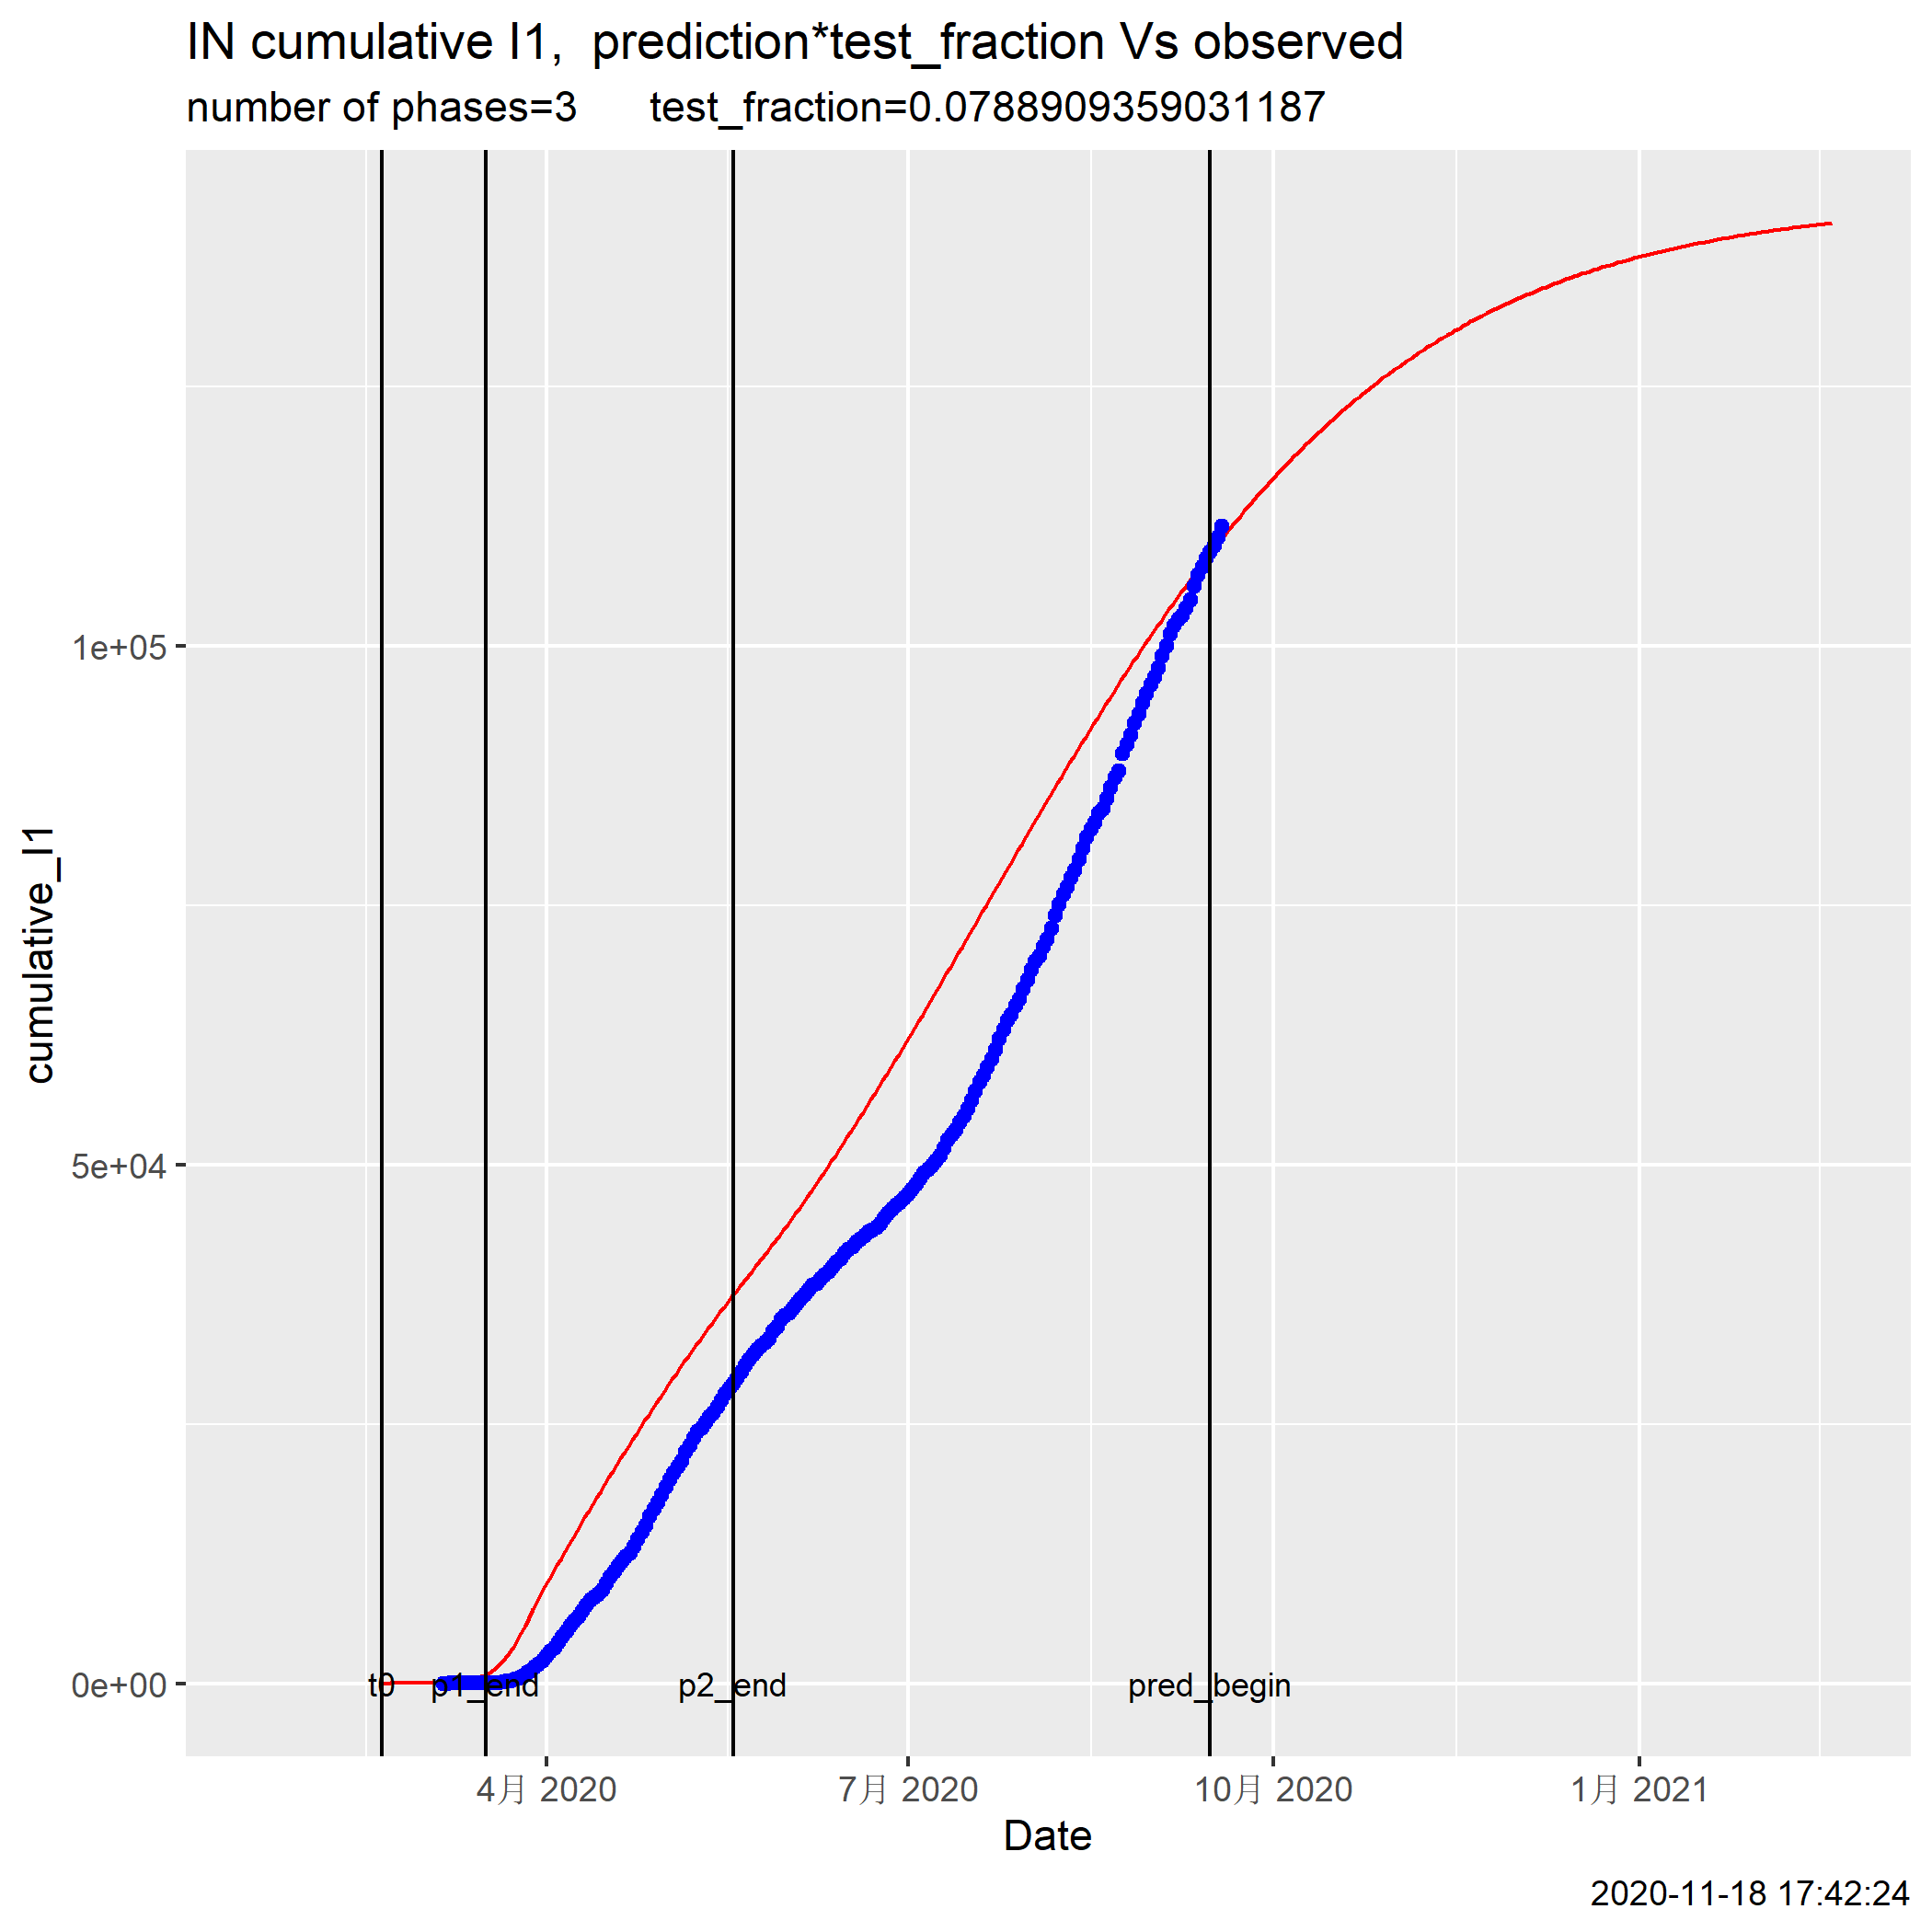 IN cumulative I1,  prediction*test_fraction Vs observed
number of phases=3      test_fraction=0.0788909359031187
cumulative_I1
1e+05
5e+04
0e+00
t0
p1_end
p2_end
pred_begin
4月 2020
7月 2020
10月 2020
1月 2021
Date
2020-11-18 17:42:24